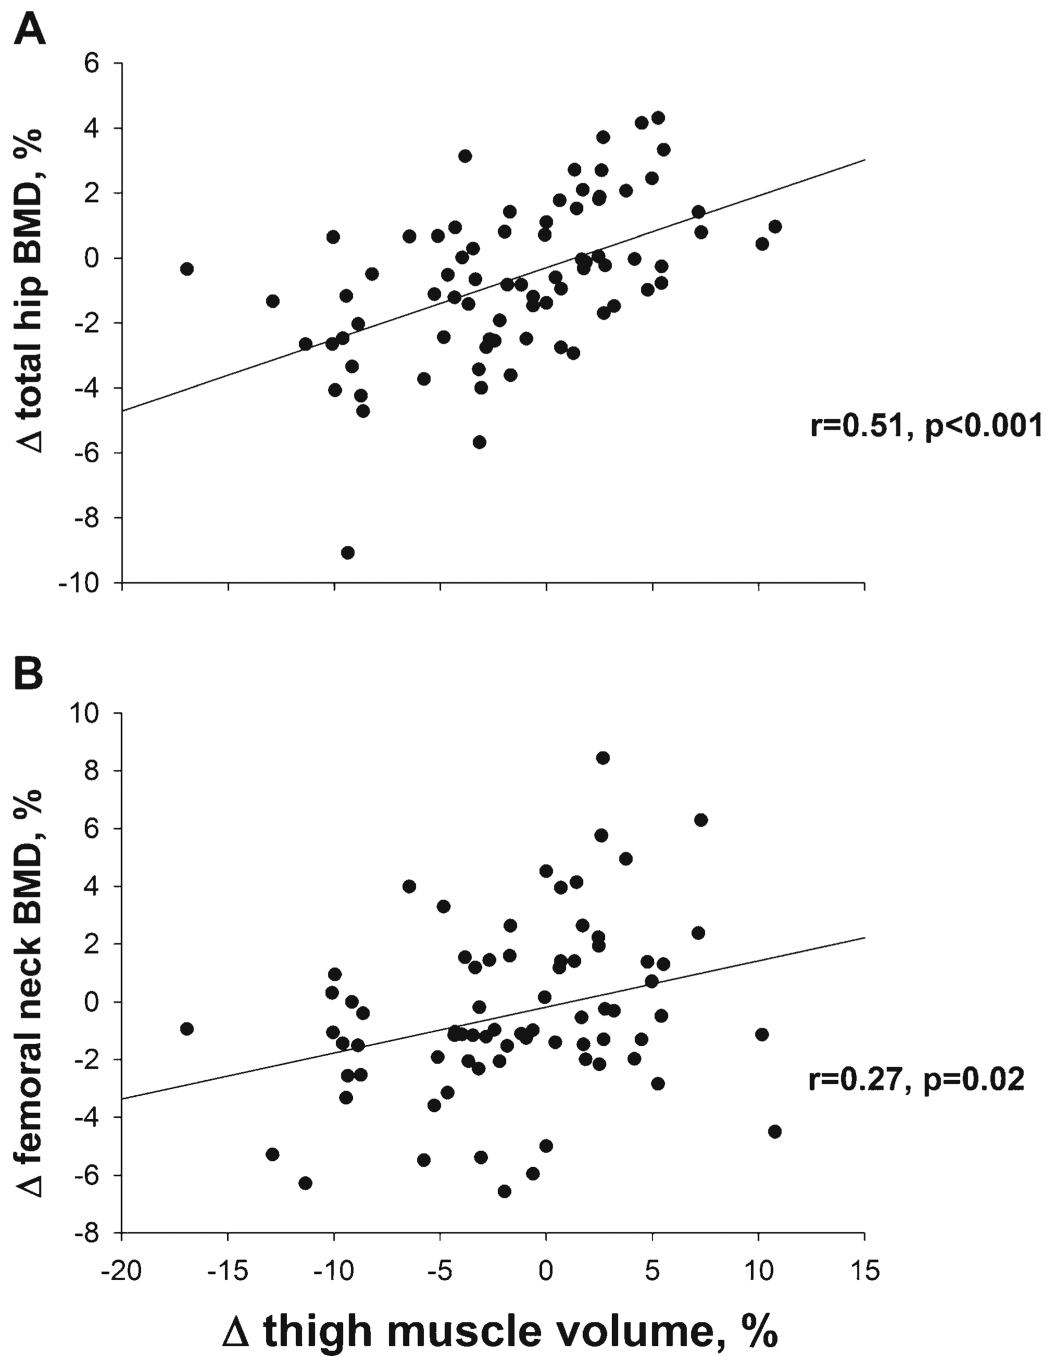 A
Δ total hip BMD, %
6
4
2
0
-2
-4
-6
-8
-10
r=0.51, p<0.001
B
Δ femoral neck BMD, %
10
8
6
4
2
0
-2
-4
-6
-8
r=0.27, p=0.02
-20 -15 -10 -5 0 5 10 15
Δ thigh muscle volume, %